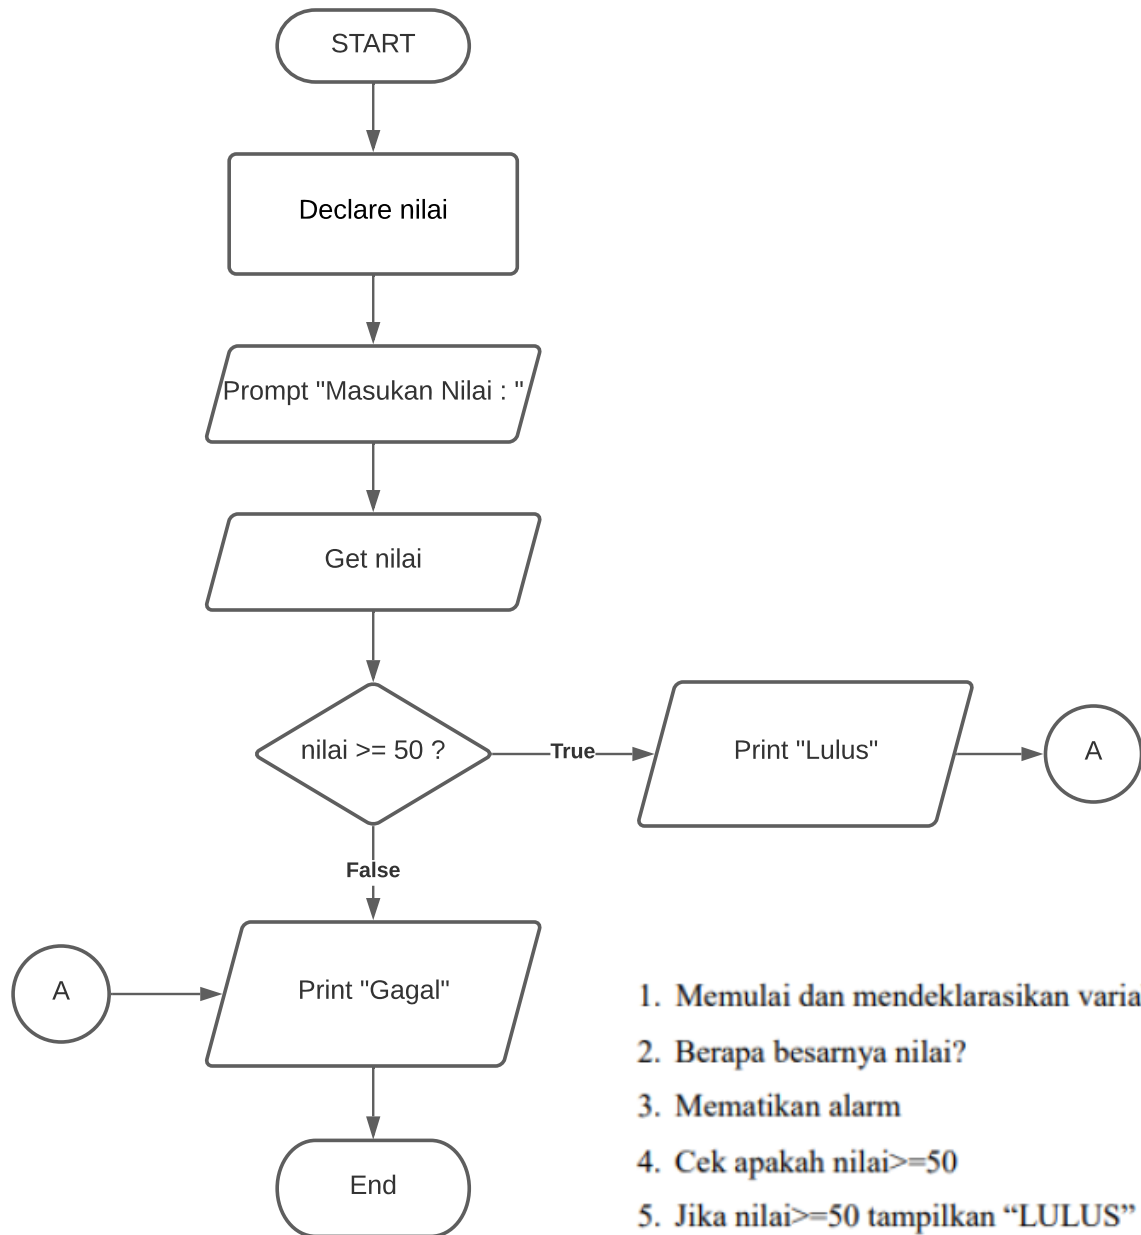 START
Declare nilai
Prompt "Masukan Nilai : "
Get nilai
nilai >= 50 ?
True
Print "Lulus"
A
False
A
Print "Gagal"
End
1. Memulai dan mendeklarasikan varia
2. Berapa besarnya nilai?
3. Mematikan alarm
4. Cek apakah nilai>=50
5. Jika nilai>=50 tampilkan “LULUS”